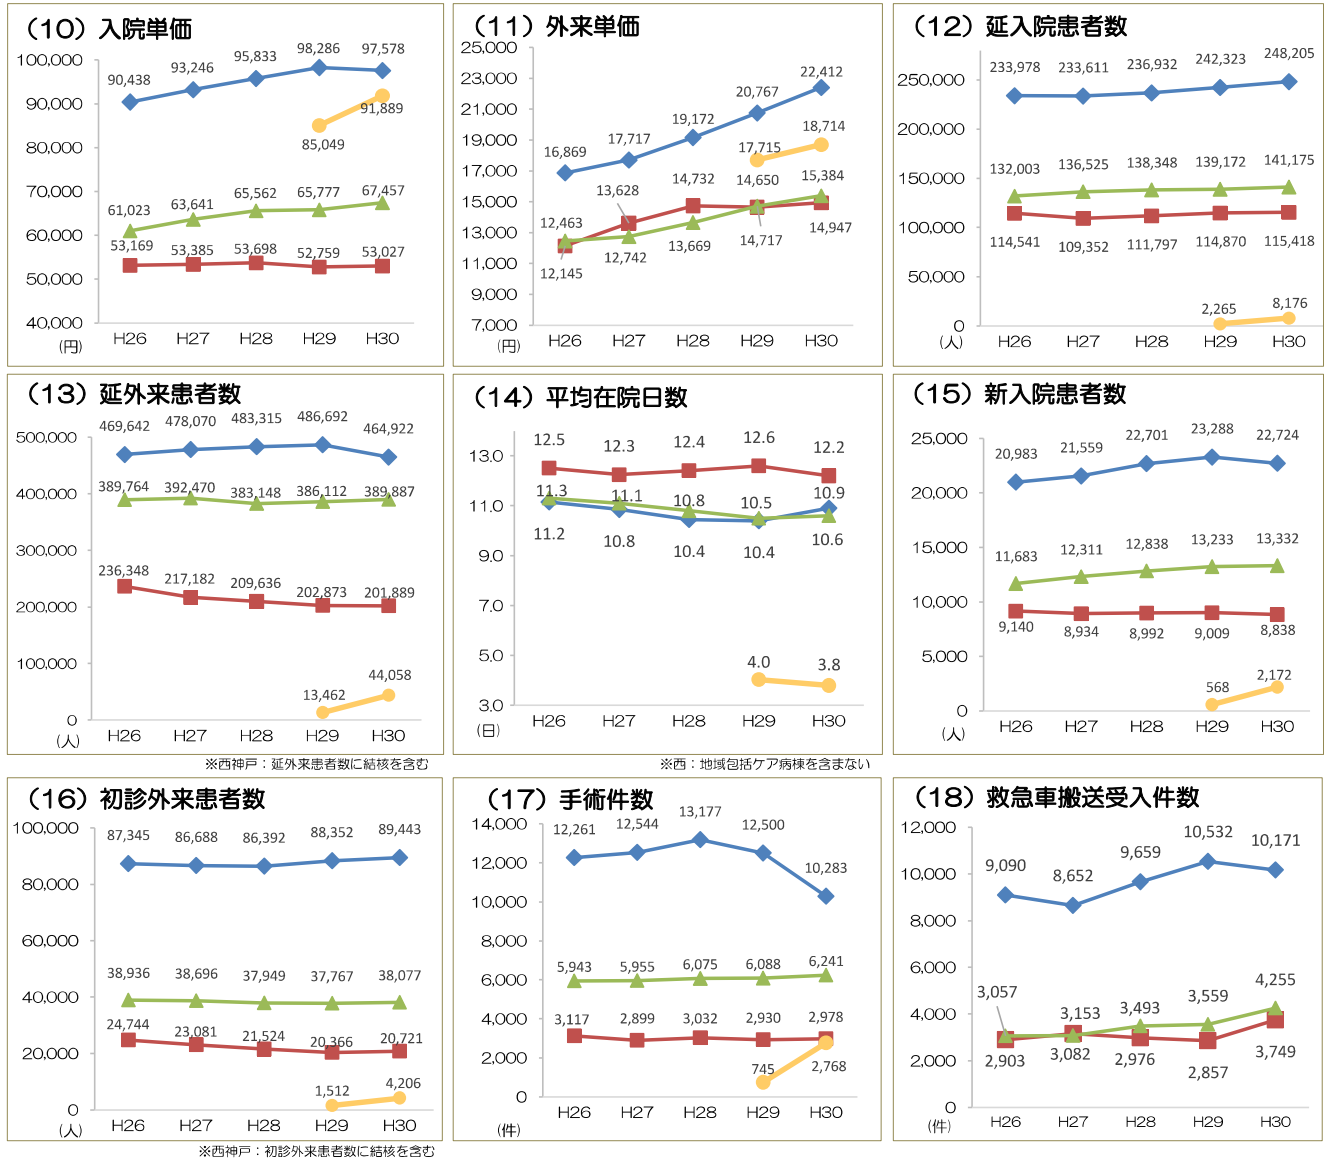 （10）入院単価
100,000
90,000
80,000
70,000
60,000
50,000
40,000
(円)
90,438 93,246 95,833 98,286 97,578
85,049 91,889
61,023 63,641 65,562 65,777 67,457
53,169 53,385 53,698 52,759 53,027
H26 H27 H28 H29 H30
（11）外来単価
25,000
23,000
21,000
19,000
17,000
15,000
13,000
11,000
9,000
7,000
(円)
16,869 17,717 19,172 20,767 22,412
17,715 18,714
12,463 13,628 14,732 14,650 15,384
12,145 12,742 13,669 14,717 14,947
H26 H27 H28 H29 H30
（12）延入院患者数
250,000
200,000
150,000
100,000
50,000
0
(人)
233,978 233,611 236,932 242,323 248,205
132,003 136,525 138,348 139,172 141,175
114,541 109,352 111,797 114,870 115,418
2,265 8,176
H26 H27 H28 H29 H30
（13）延外来患者数
500,000
400,000
300,000
200,000
100,000
0
(人)
469,642 478,070 483,315 486,692 464,922
389,764 392,470 383,148 386,112 389,887
236,348 217,182 209,636 202,873 201,889
13,462 44,058
H26 H27 H28 H29 H30
※西神戸：延外来患者数に結核を含む
（14）平均在院日数
13.0
11.0
9.0
7.0
5.0
3.0
(日)
12.5 12.3 12.4 12.6 12.2
11.3 11.1 10.8 10.5 10.9
11.2 10.8 10.4 10.4 10.6
4.0 3.8
H26 H27 H28 H29 H30
※西：地域包括ケア病棟を含まない
（15）新入院患者数
25,000
20,000
15,000
10,000
5,000
0
(人)
20,983 21,559 22,701 23,288 22,724
11,683 12,311 12,838 13,233 13,332
9,140 8,934 8,992 9,009 8,838
568 2,172
H26 H27 H28 H29 H30
（16）初診外来患者数
100,000
80,000
60,000
40,000
20,000
0
(人)
87,345 86,688 86,392 88,352 89,443
38,936 38,696 37,949 37,767 38,077
24,744 23,081 21,524 20,366 20,721
1,512 4,206
H26 H27 H28 H29 H30
※西神戸：初診外来患者数に結核を含む
（17）手術件数
14,000
12,000
10,000
8,000
6,000
4,000
2,000
0
(件)
12,261 12,544 13,177 12,500 10,283
5,943 5,955 6,075 6,088 6,241
3,117 2,899 3,032 2,930 2,978
745 2,768
H26 H27 H28 H29 H30
（18）救急車搬送受入件数
12,000
10,000
8,000
6,000
4,000
2,000
0
(件)
9,090 8,652 9,659 10,532 10,171
3,057 3,153 3,493 3,559 4,255
2,903 3,082 2,976 2,857 3,749
H26 H27 H28 H29 H30